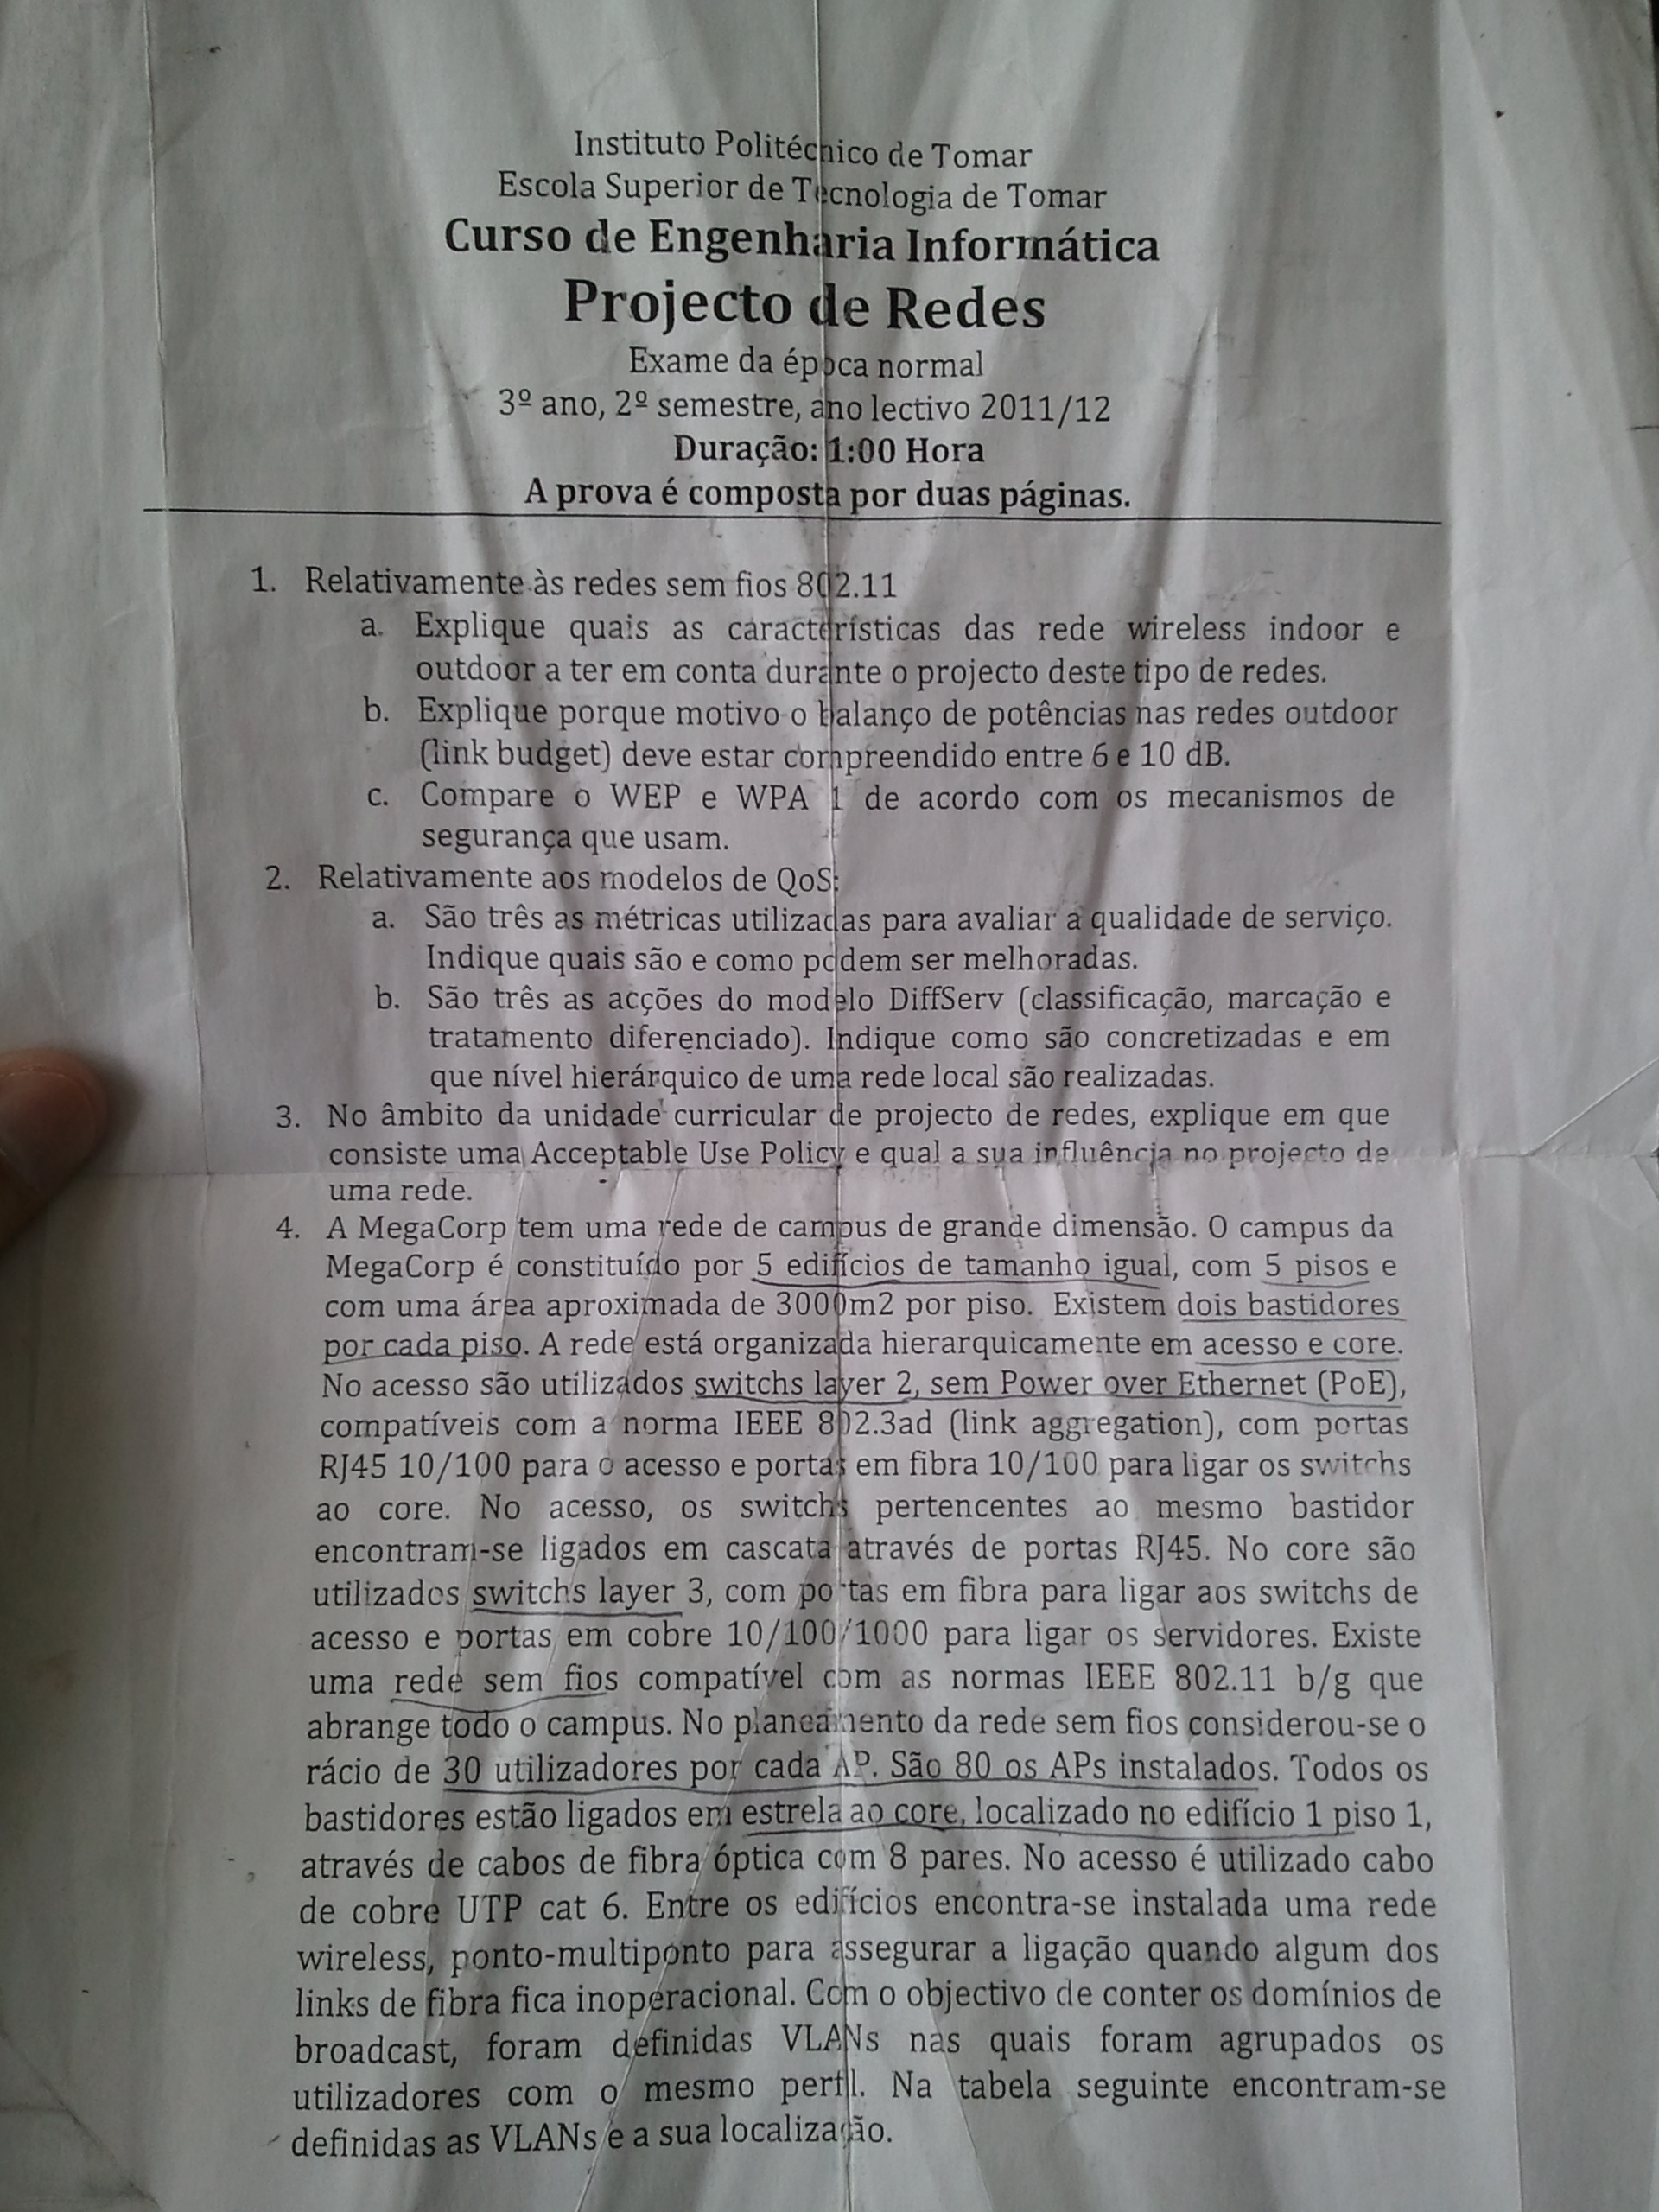 Instituto Politécnico de Tomar
Escola Superior de Tecnologia de Tomar
Curso de Engenharia Informática
Projecto de Redes
Exame da época normal
3º ano, 2º semestre, ano lectivo 2011/12
Duração: 1:00 Hora
A prova é composta por duas páginas.
1. Relativamente às redes sem fios 802.11
a. Explique quais as características das rede wireless indoor e
outdoor a ter em conta durante o projecto deste tipo de redes.
b. Explique porque motivo o balanço de potências nas redes outdoor
(link budget) deve estar compreendido entre 6 e 10 dB.
c. Compare o WEP e WPA 1 de acordo com os mecanismos de
segurança que usam.
2. Relativamente aos modelos de QoS:
a. São três as métricas utilizadas para avaliar a qualidade de serviço.
Indique quais são e como podem ser melhoradas.
b. São três as acções do modelo DiffServ (classificação, marcação e
tratamento diferenciado). Indique como são concretizadas e em
que nível hierárquico de uma rede local são realizadas.
3. No âmbito da unidade curricular de projecto de redes, explique em que
consiste uma Acceptable Use Policy e qual a sua influência no projecto de
uma rede.
4. A MegaCorp tem uma rede de campus de grande dimensão. O campus da
MegaCorp é constituído por 5 edifícios de tamanho igual, com 5 pisos e
com uma área aproximada de 3000m2 por piso. Existem dois bastidores
por cada piso. A rede está organizada hierarquicamente em acesso e core.
No acesso são utilizados switchs layer 2, sem Power over Ethernet (PoE),
compatíveis com a norma IEEE 802.3ad (link aggregation), com portas
RJ45 10/100 para o acesso e portas em fibra 10/100 para ligar os switchs
ao core. No acesso, os switchs pertencentes ao mesmo bastidor
encontram-se ligados em cascata através de portas RJ45. No core são
utilizados switchs layer 3, com portas em fibra para ligar aos switchs de
acesso e portas em cobre 10/100/1000 para ligar os servidores. Existe
uma rede sem fios compatível com as normas IEEE 802.11 b/g que
abrange todo o campus. No planeamento da rede sem fios considerou-se o
rácio de 30 utilizadores por cada AP. São 80 os APs instalados. Todos os
bastidores estão ligados em estrela ao core, localizado no edifício 1 piso 1,
através de cabos de fibra óptica com 8 pares. No acesso é utilizado cabo
de cobre UTP cat 6. Entre os edifícios encontra-se instalada uma rede
wireless, ponto-multiponto para assegurar a ligação quando algum dos
links de fibra fica inoperacional. Com o objectivo de conter os domínios de
broadcast, foram definidas VLANs nas quais foram agrupados os
utilizadores com o mesmo perfil. Na tabela seguinte encontram-se
definidas as VLANs e a sua localização.